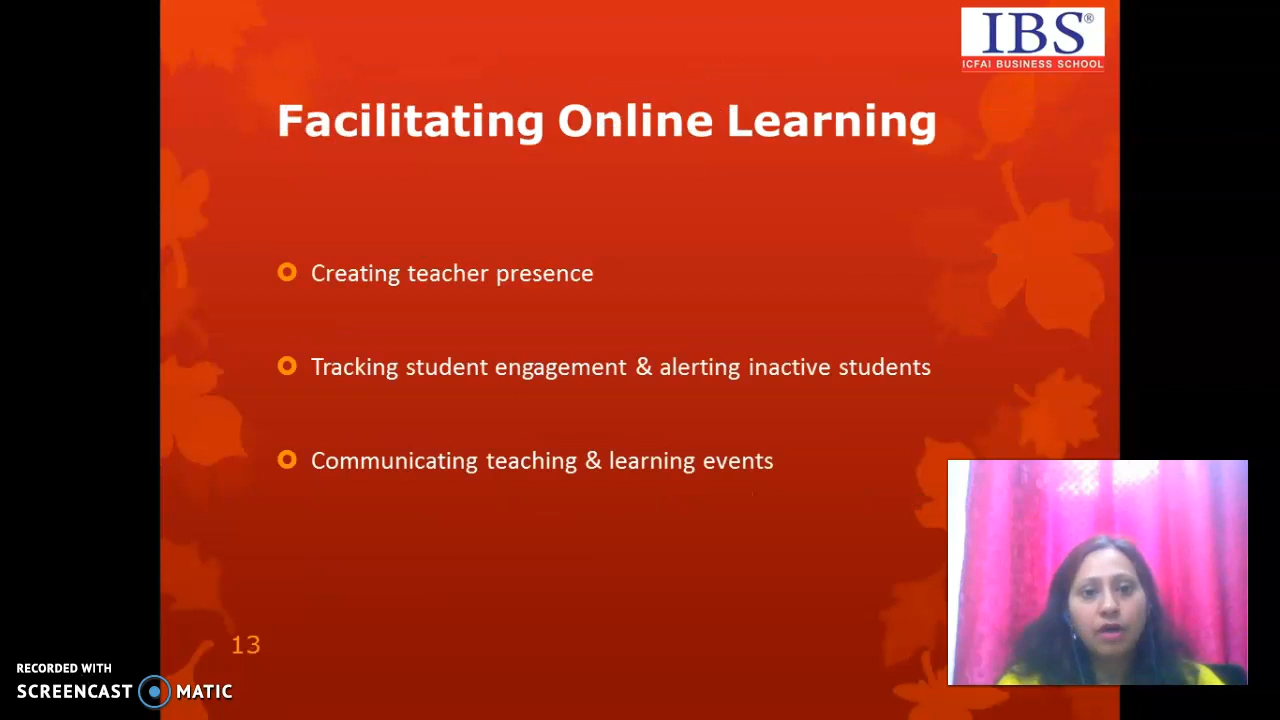 IBS®
ICFAI BUSINESS SCHOOL
Facilitating Online Learning
Creating teacher presence
Tracking student engagement & alerting inactive students
Communicating teaching & learning events
13
RECORDED WITH
SCREENCAST MATIC